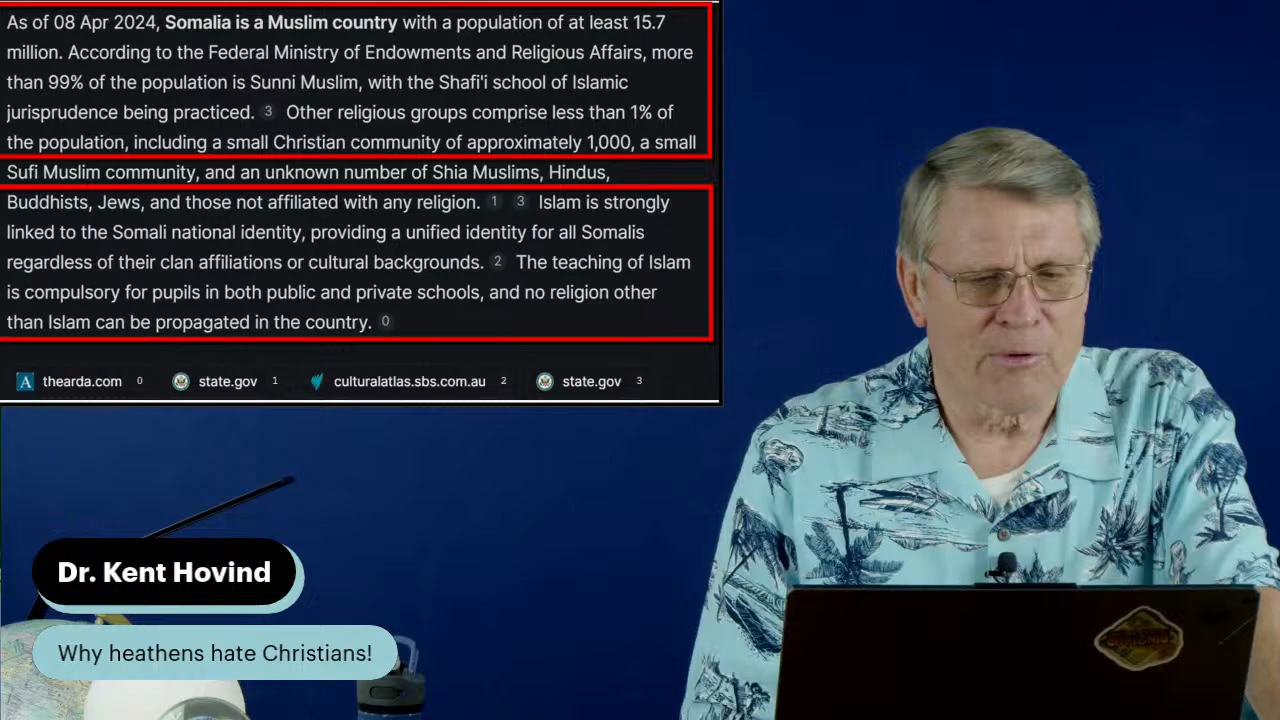 As of 08 Apr 2024, Somalia is a Muslim country with a population of at least 15.7
million. According to the Federal Ministry of Endowments and Religious Affairs, more
than 99% of the population is Sunni Muslim, with the Shafi'i school of Islamic
jurisprudence being practiced. 3 Other religious groups comprise less than 1% of
the population, including a small Christian community of approximately 1,000, a small
Sufi Muslim community, and an unknown number of Shia Muslims, Hindus,
Buddhists, Jews, and those not affiliated with any religion. 1 3 Islam is strongly
linked to the Somali national identity, providing a unified identity for all Somalis
regardless of their clan affiliations or cultural backgrounds. 2 The teaching of Islam
is compulsory for pupils in both public and private schools, and no religion other
than Islam can be propagated in the country. 0
A thearda.com 0 state.gov 1 culturalatlas.sbs.com.au 2 state.gov 3
Dr. Kent Hovind
Why heathens hate Christians!